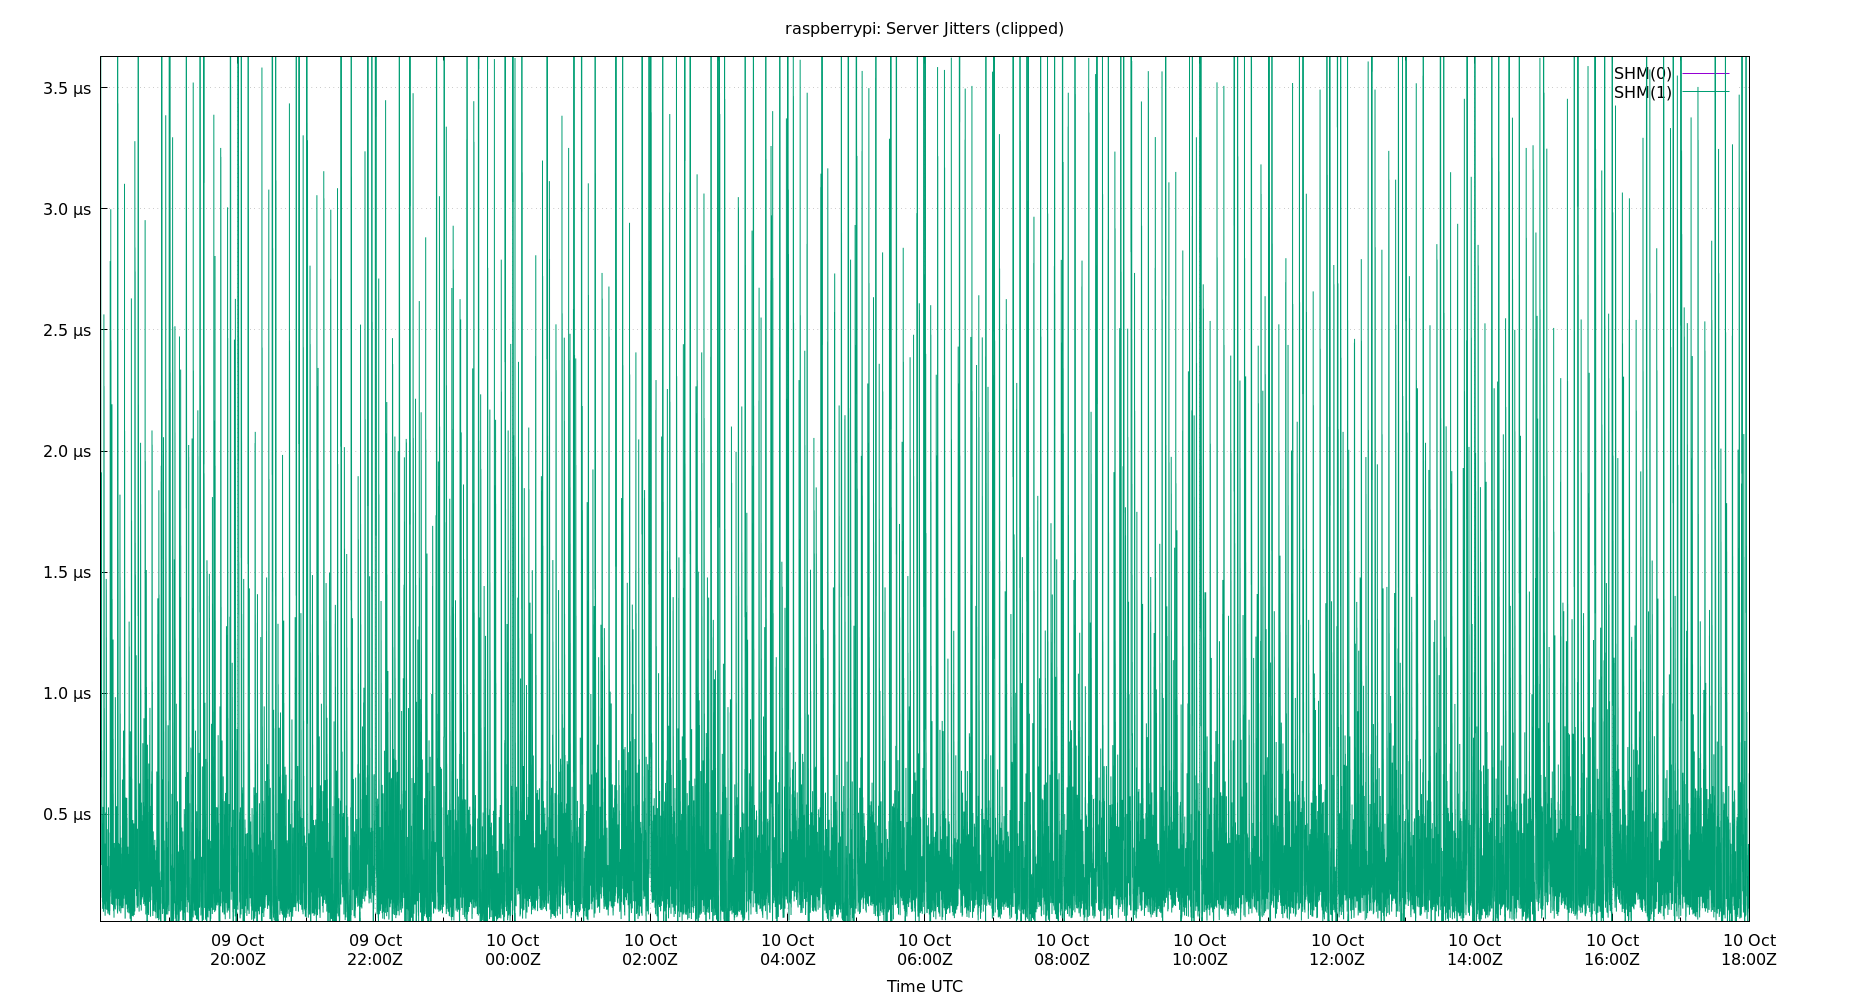 raspberrypi: Server Jitters (clipped)
SHM(0)
SHM(1)
3.5 µs
3.0 µs
2.5 µs
2.0 µs
1.5 µs
1.0 µs
0.5 µs
09 Oct 09 Oct 10 Oct 10 Oct 10 Oct 10 Oct 10 Oct 10 Oct 10 Oct 10 Oct 10 Oct 10 Oct
20:00Z 22:00Z 00:00Z 02:00Z 04:00Z 06:00Z 08:00Z 10:00Z 12:00Z 14:00Z 16:00Z 18:00Z
Time UTC